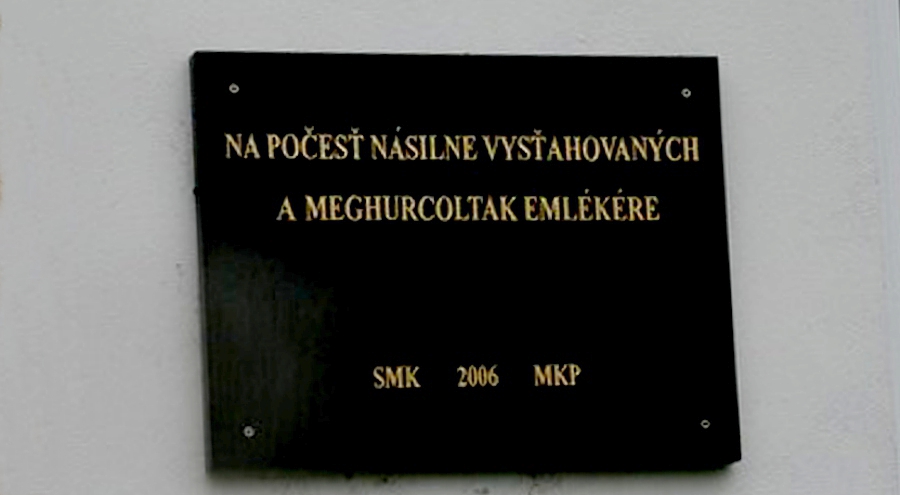 NA POČESŤ NÁSILNE VYSŤAHOVANÝCH
A MEGHURCOLTAK EMLÉKÉRE
SMK 2006 MKP